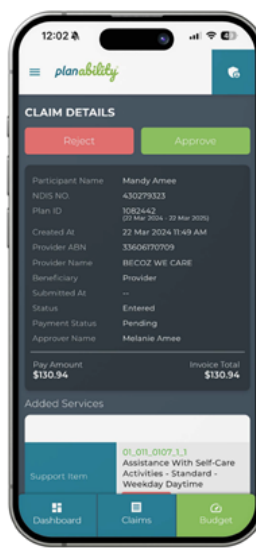 12:02
planability
CLAIM DETAILS
Reject Approve
Participant Name Mandy Amee
NDIS NO. 430279323
Plan ID 1082442
(22 Mar 2024 - 22 Mar 2025)
Created At 22 Mar 2024 11:49 AM
Provider ABN 33606170709
Provider Name BECOZ WE CARE
Beneficiary Provider
Submitted At --
Status Entered
Payment Status Pending
Approver Name Melanie Amee
Pay Amount Invoice Total
$130.94 $130.94
Added Services
Support Item 01_011_0107_1_1
Assistance With Self-Care
Activities - Standard -
Weekday Daytime
Dashboard Claims Budget